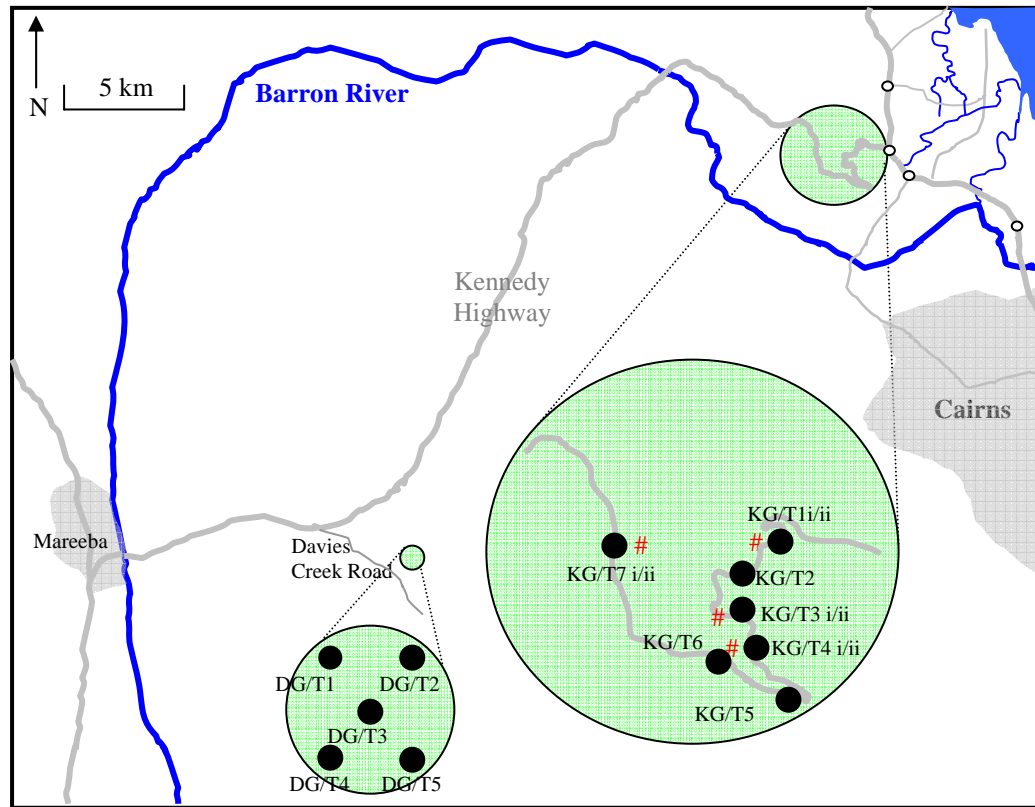 5 km
N
Barron River
Kennedy
Highway
Cairns
Mareeba
Davies
Creek Road
KG/T1i/ii
#
#
KG/T7 i/ii
KG/T2
KG/T3 i/ii
#
KG/T6
#
KG/T4 i/ii
KG/T5
DG/T1
DG/T2
DG/T3
DG/T4
DG/T5